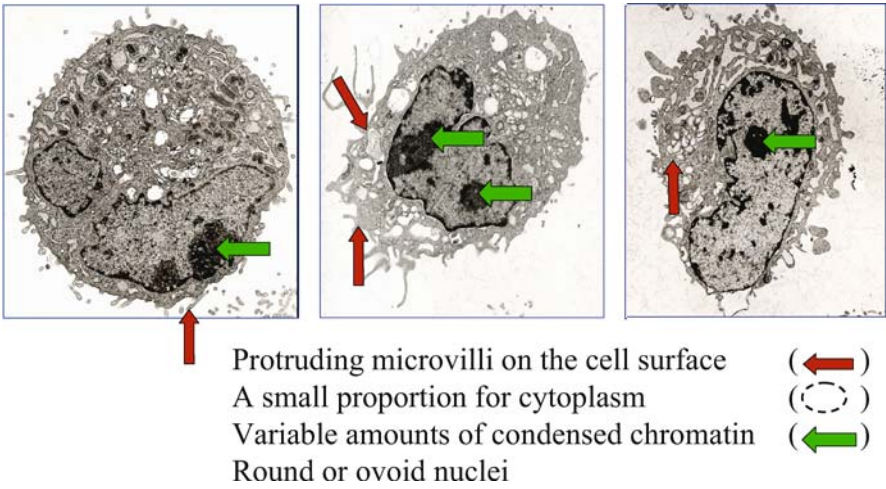 Protruding microvilli on the cell surface ( )
A small proportion for cytoplasm ( )
Variable amounts of condensed chromatin ( )
Round or ovoid nuclei